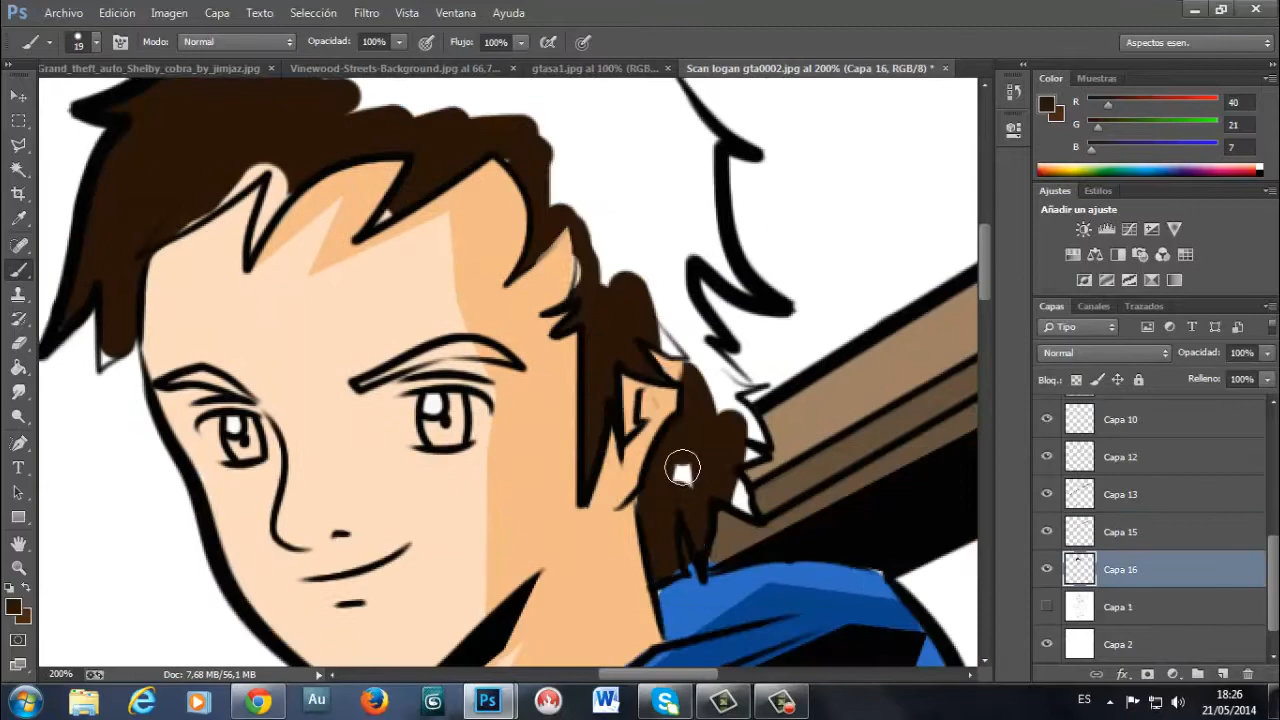 Ps Archivo Edición Imagen Capa Texto Selección Filtro Vista Ventana Ayuda
19 Modo: Normal Opacidad: 100% Flujo: 100% Aspectos esen.
Grand_theft_auto_Shelby_cobra_by_jimjaz.jpg × Vinewood-Streets-Background.jpg al 66,7... × gtasa1.jpg al 100% (RGB... × Scan logan gta0002.jpg al 200% (Capa 16, RGB/8) * ×
Color Muestras
R 40
G 21
B 7
Ajustes Estilos
Añadir un ajuste
Capas Canales Trazados
Tipo
Normal Opacidad: 100%
Bloq.: Relleno: 100%
Capa 10
Capa 12
Capa 13
Capa 15
Capa 16
Capa 1
Capa 2
200% Doc: 7,68 MB/56,1 MB
Au Ps W S ES 18:26
21/05/2014